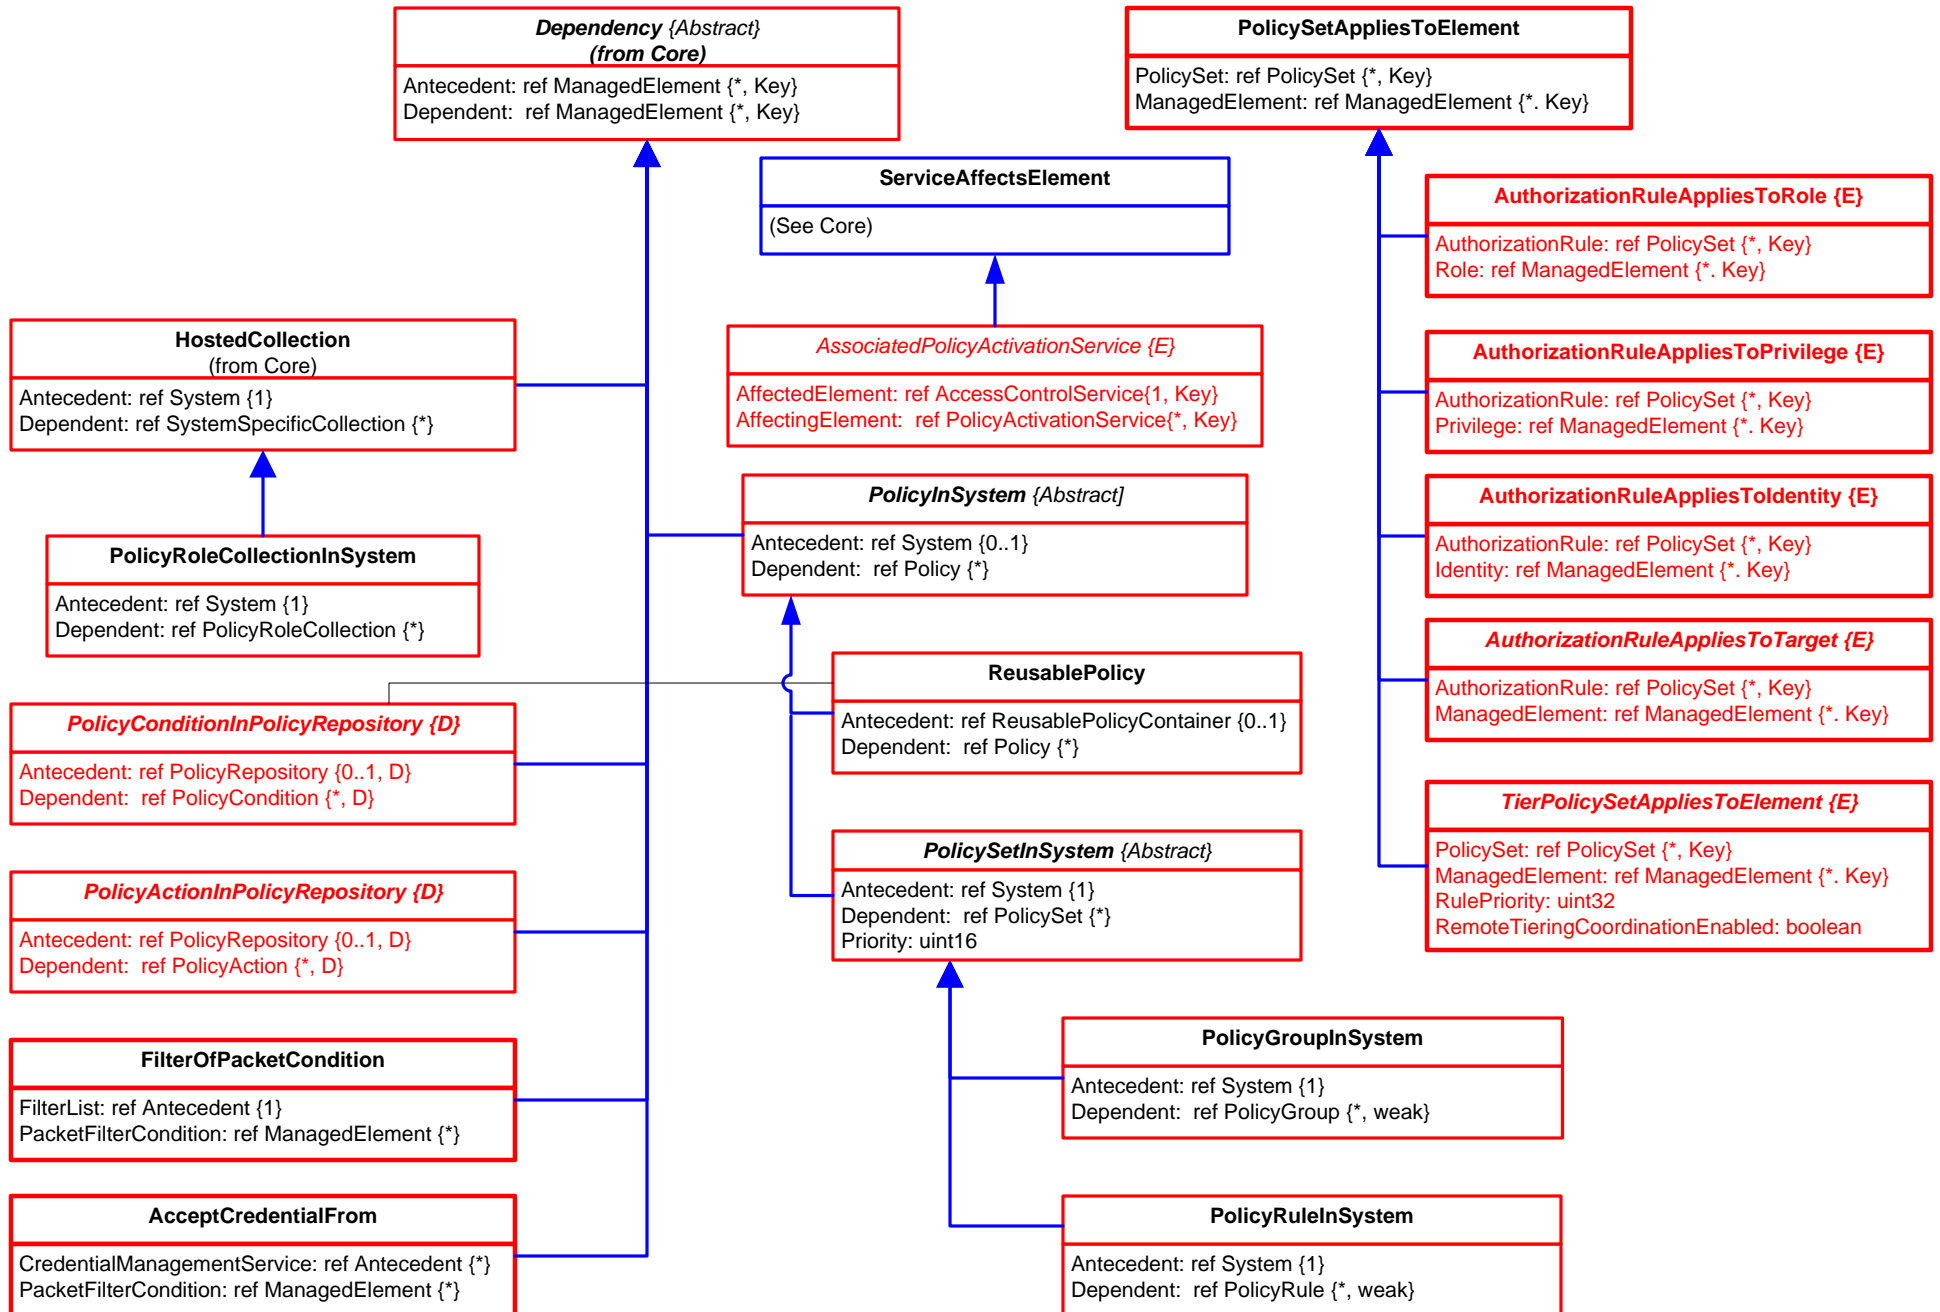 Dependency {Abstract}
(from Core)
Antecedent: ref ManagedElement {*, Key}
Dependent:  ref ManagedElement {*, Key}
PolicySetAppliesToElement
PolicySet: ref PolicySet {*, Key}
ManagedElement: ref ManagedElement {*. Key}
ServiceAffectsElement
(See Core)
AuthorizationRuleAppliesToRole {E}
AuthorizationRule: ref PolicySet {*, Key}
Role: ref ManagedElement {*. Key}
HostedCollection
(from Core)
Antecedent: ref System {1}
Dependent: ref SystemSpecificCollection {*}
AssociatedPolicyActivationService {E}
AffectedElement: ref AccessControlService{1, Key}
AffectingElement:  ref PolicyActivationService{*, Key}
AuthorizationRuleAppliesToPrivilege {E}
AuthorizationRule: ref PolicySet {*, Key}
Privilege: ref ManagedElement {*. Key}
PolicyInSystem {Abstract]
Antecedent: ref System {0..1}
Dependent:  ref Policy {*}
AuthorizationRuleAppliesToIdentity {E}
AuthorizationRule: ref PolicySet {*, Key}
Identity: ref ManagedElement {*. Key}
PolicyRoleCollectionInSystem
Antecedent: ref System {1}
Dependent: ref PolicyRoleCollection {*}
AuthorizationRuleAppliesToTarget {E}
AuthorizationRule: ref PolicySet {*, Key}
ManagedElement: ref ManagedElement {*. Key}
ReusablePolicy
Antecedent: ref ReusablePolicyContainer {0..1}
Dependent:  ref Policy {*}
PolicyConditionInPolicyRepository {D}
Antecedent: ref PolicyRepository {0..1, D}
Dependent:  ref PolicyCondition {*, D}
TierPolicySetAppliesToElement {E}
PolicySet: ref PolicySet {*, Key}
ManagedElement: ref ManagedElement {*. Key}
RulePriority: uint32
RemoteTieringCoordinationEnabled: boolean
PolicySetInSystem {Abstract}
Antecedent: ref System {1}
Dependent:  ref PolicySet {*}
Priority: uint16
PolicyActionInPolicyRepository {D}
Antecedent: ref PolicyRepository {0..1, D}
Dependent:  ref PolicyAction {*, D}
PolicyGroupInSystem
Antecedent: ref System {1}
Dependent:  ref PolicyGroup {*, weak}
FilterOfPacketCondition
FilterList: ref Antecedent {1}
PacketFilterCondition: ref ManagedElement {*}
AcceptCredentialFrom
CredentialManagementService: ref Antecedent {*}
PacketFilterCondition: ref ManagedElement {*}
PolicyRuleInSystem
Antecedent: ref System {1}
Dependent:  ref PolicyRule {*, weak}